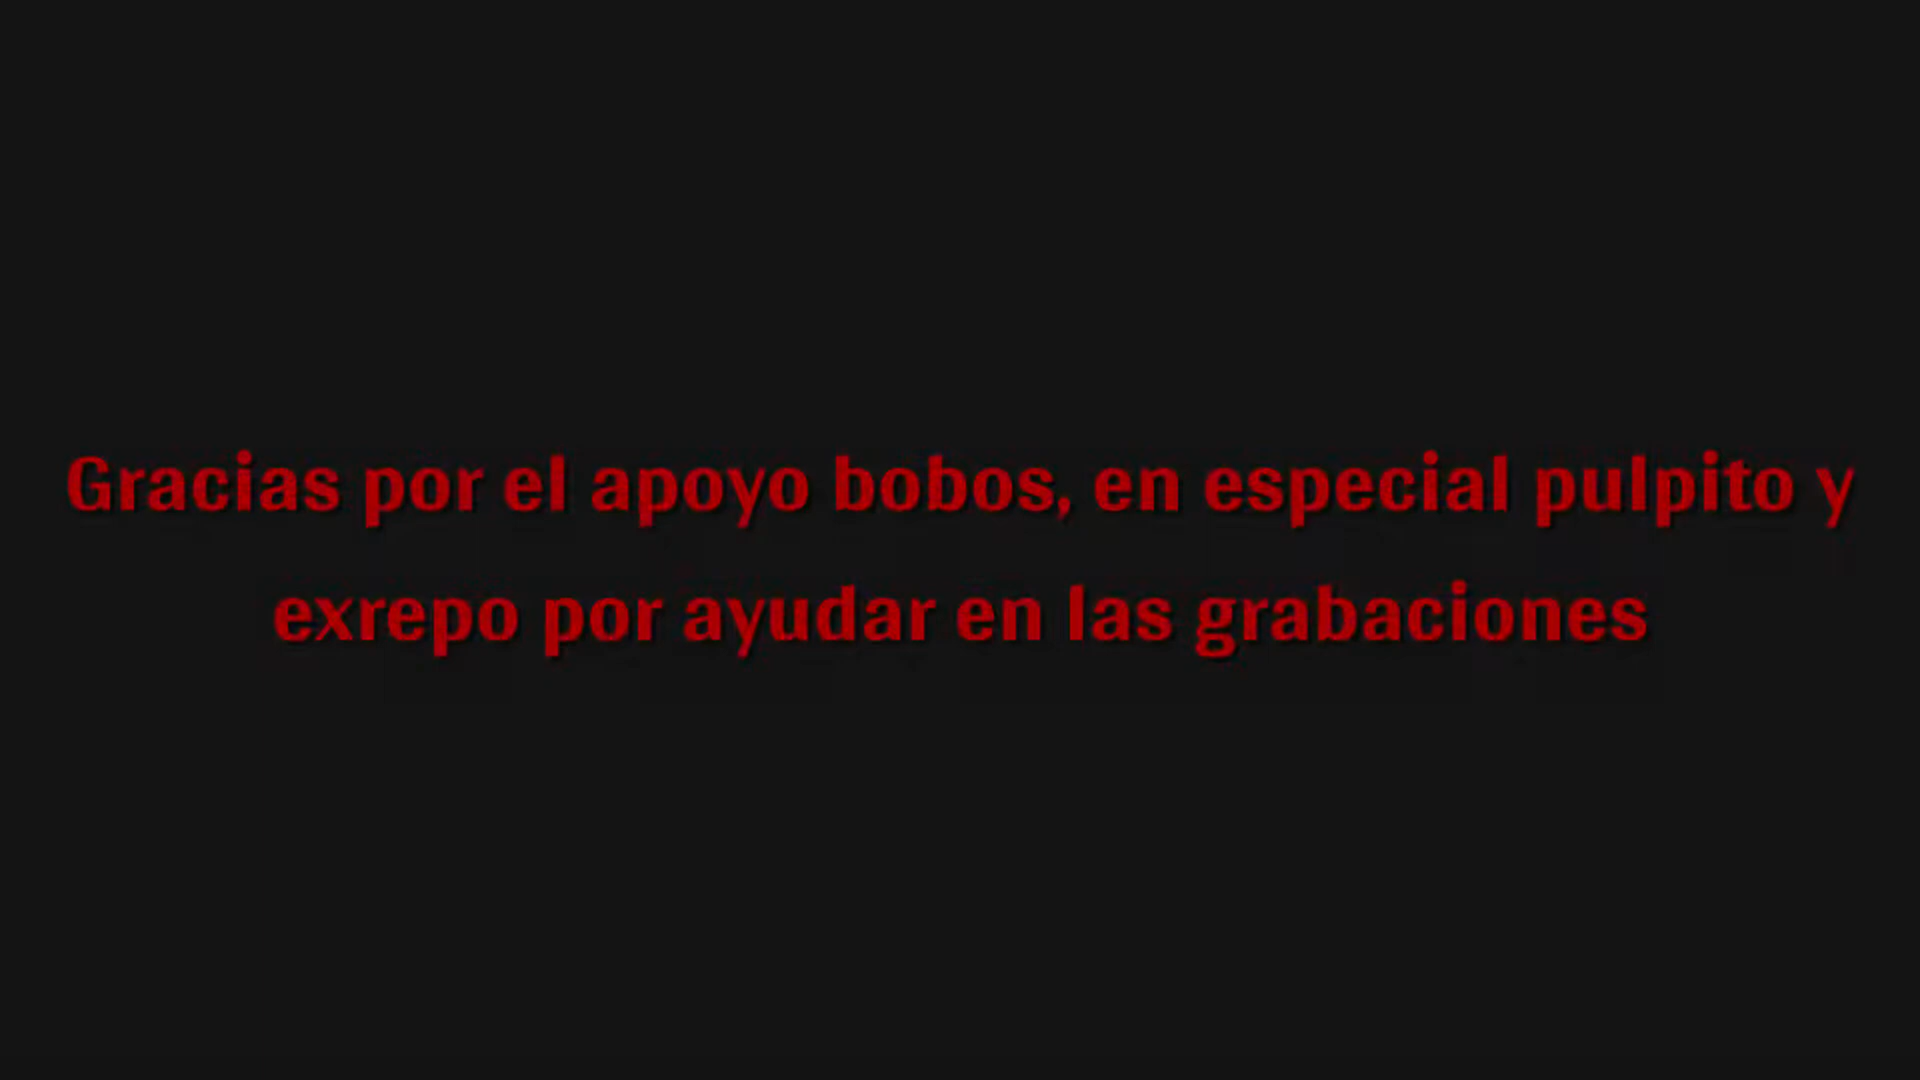 Gracias por el apoyo bobos, en especial pulpito y
exrepo por ayudar en las grabaciones